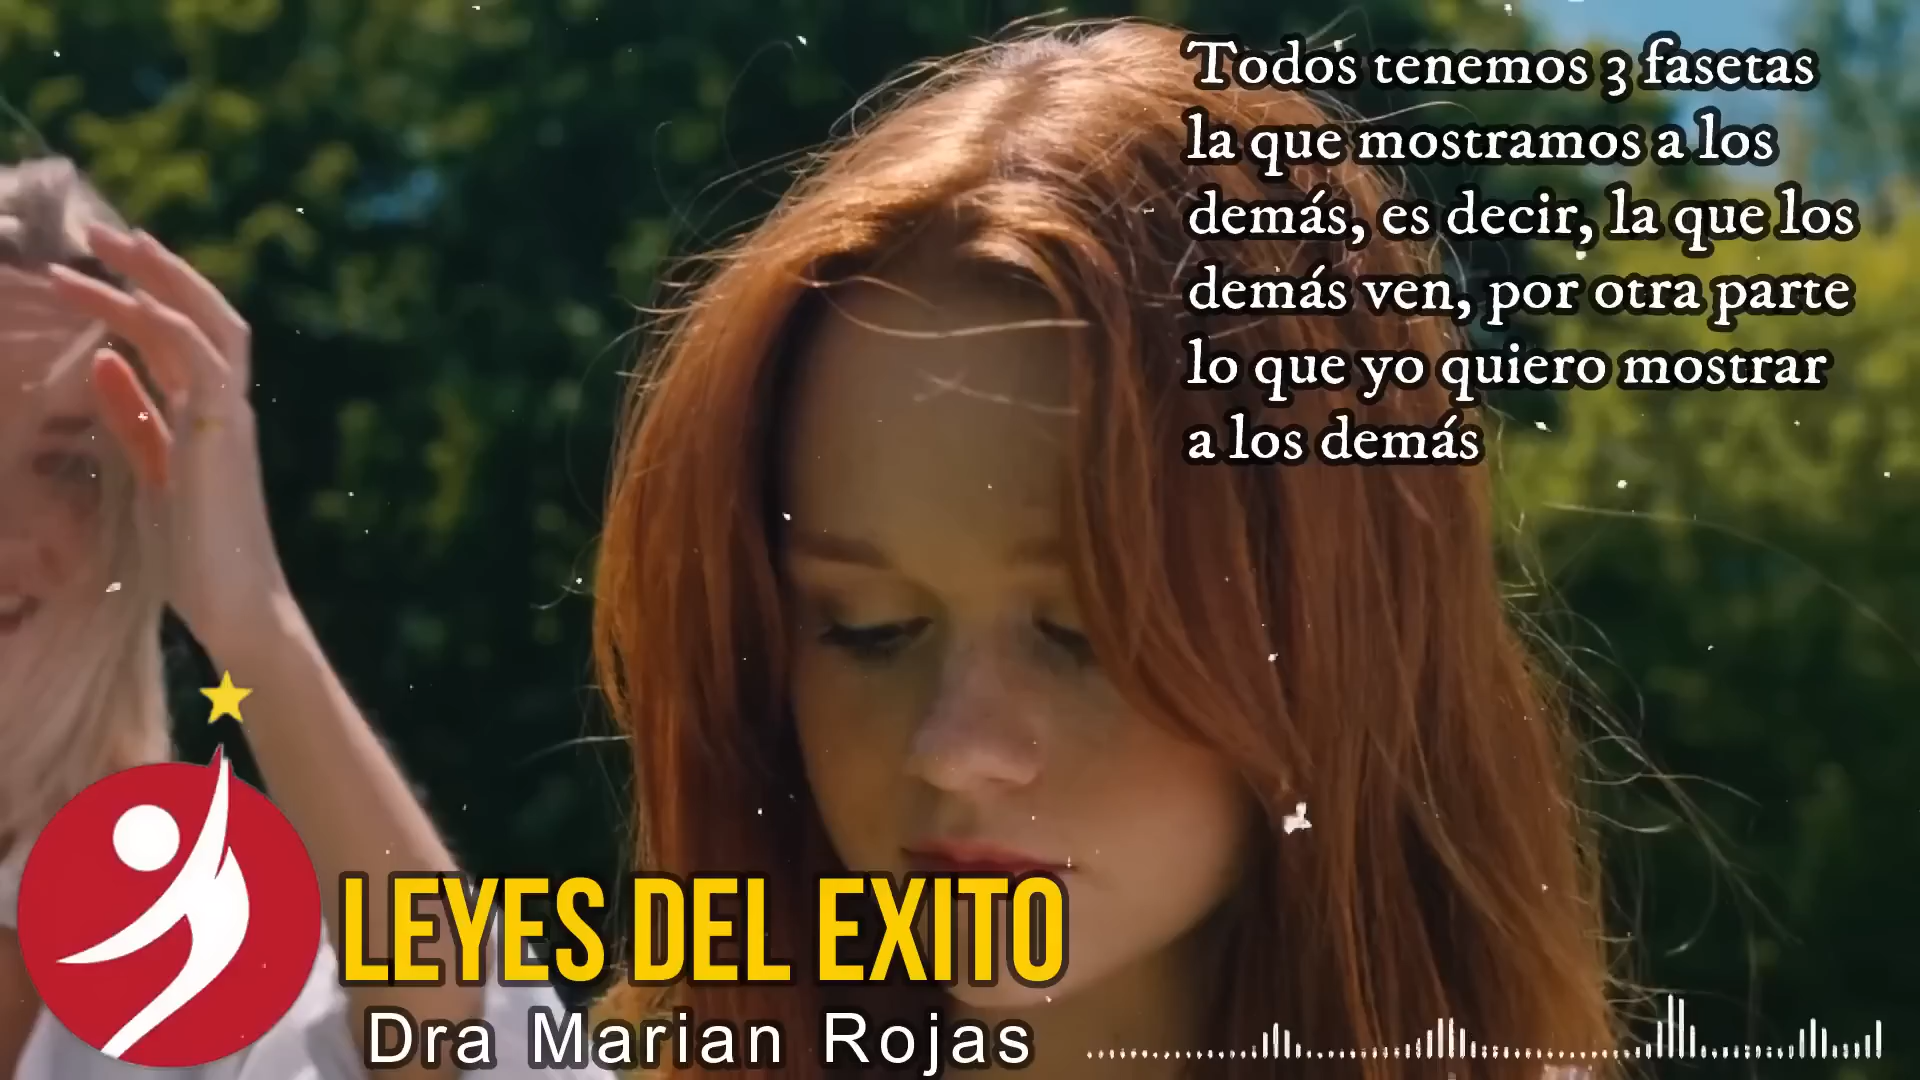 Todos tenemos 3 fasetas
la que mostramos a los
demás, es decir, la que los
demás ven, por otra parte
lo que yo quiero mostrar
a los demás
LEYES DEL EXITO
Dra Marian Rojas